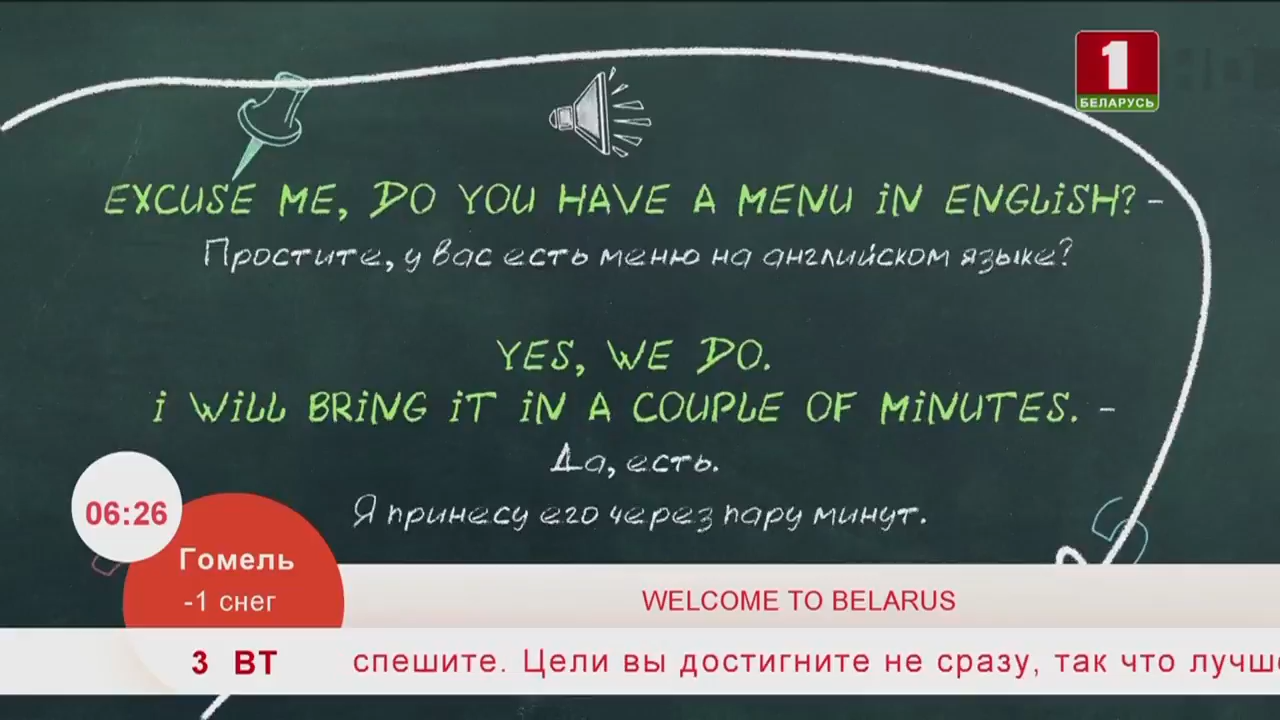 1
БЕЛАРУСЬ
EXCUSE ME, DO YOU HAVE A MENU iN ENGLiSH? –
Простите, у вас есть меню на английском языке?
YES, WE DO.
i WiLL BRiNG iT iN A COUPLE OF MiNUTES. –
Да, есть.
Я принесу его через пару минут.
06:26
Гомель
-1 снег
WELCOME TO BELARUS
3 ВТ
спешите. Цели вы достигните не сразу, так что лучше